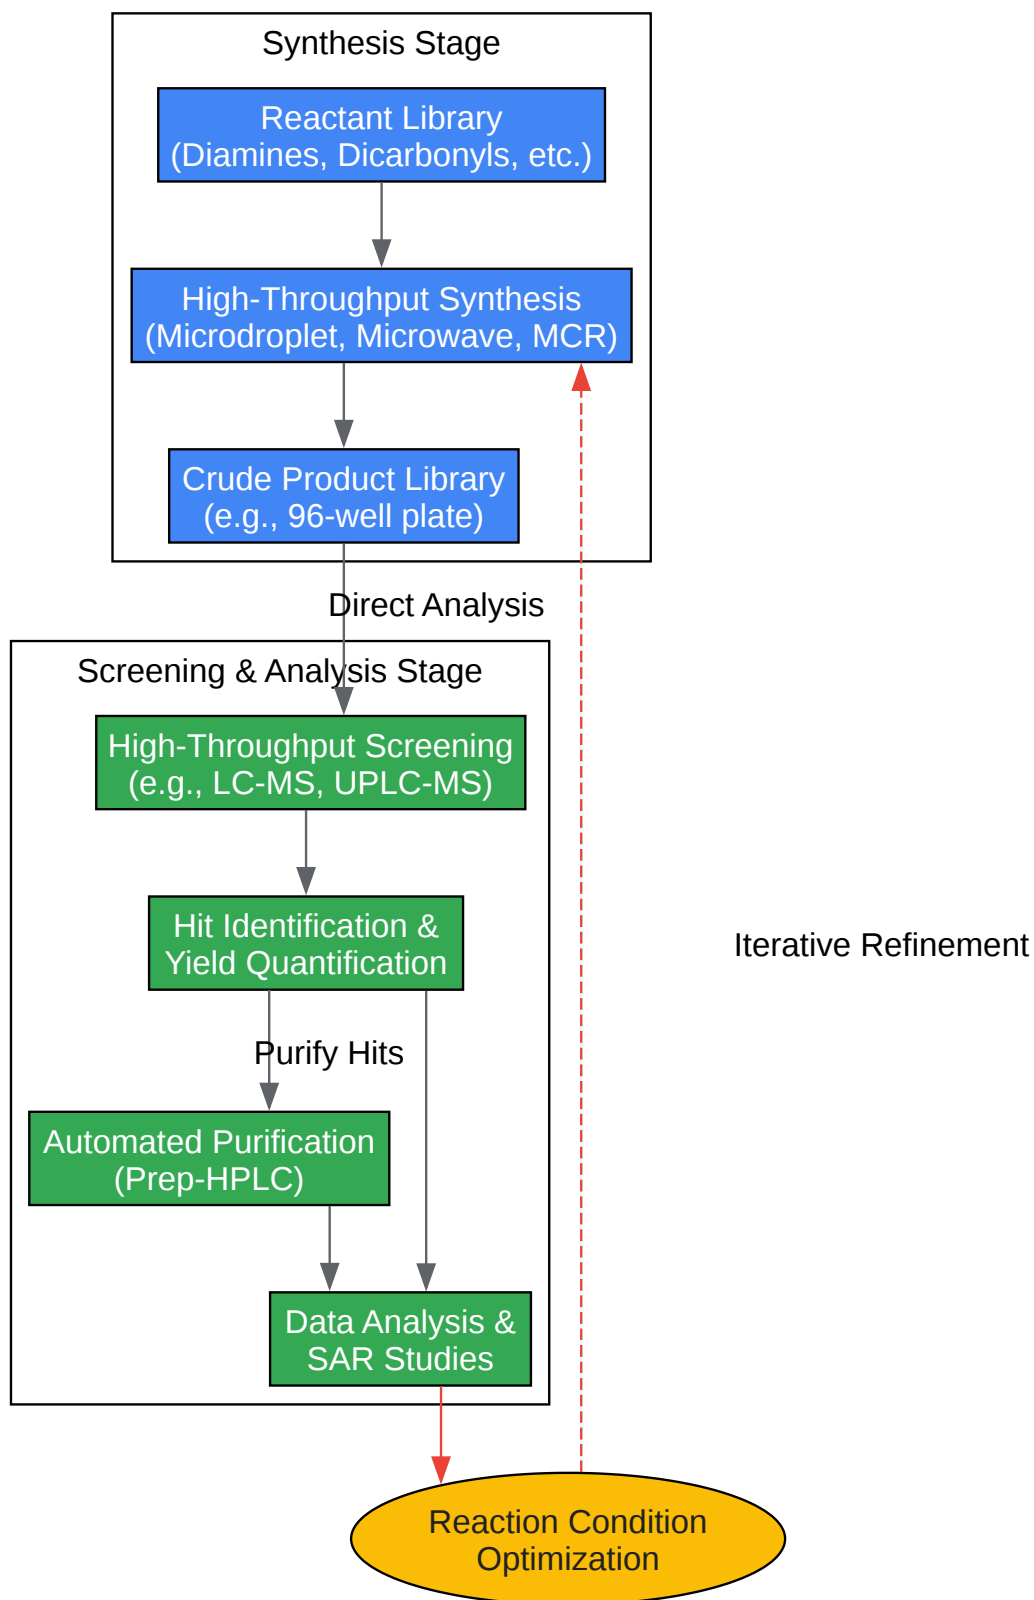 Synthesis Stage
Reactant Library
(Diamines, Dicarbonyls, etc.)
High-Throughput Synthesis
(Microdroplet, Microwave, MCR)
Crude Product Library
(e.g., 96-well plate)
Direct Analysis
Screening & Analysis Stage
High-Throughput Screening
(e.g., LC-MS, UPLC-MS)
Hit Identification &
Yield Quantification
Iterative Refinement
Purify Hits
Automated Purification
(Prep-HPLC)
Data Analysis &
SAR Studies
Reaction Condition
Optimization